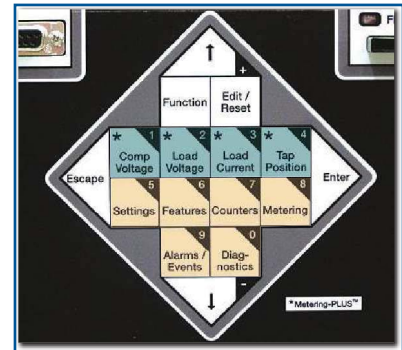 F
↑
+
Function
Edit /
Reset
* 1
* 2
* 3
* 4
Comp
Voltage
Load
Voltage
Load
Current
Tap
Position
Escape
Enter
5
6
7
8
Settings
Features
Counters
Metering
9
0
Alarms /
Events
Diag-
nostics
↓
-
*Metering-PLUS™